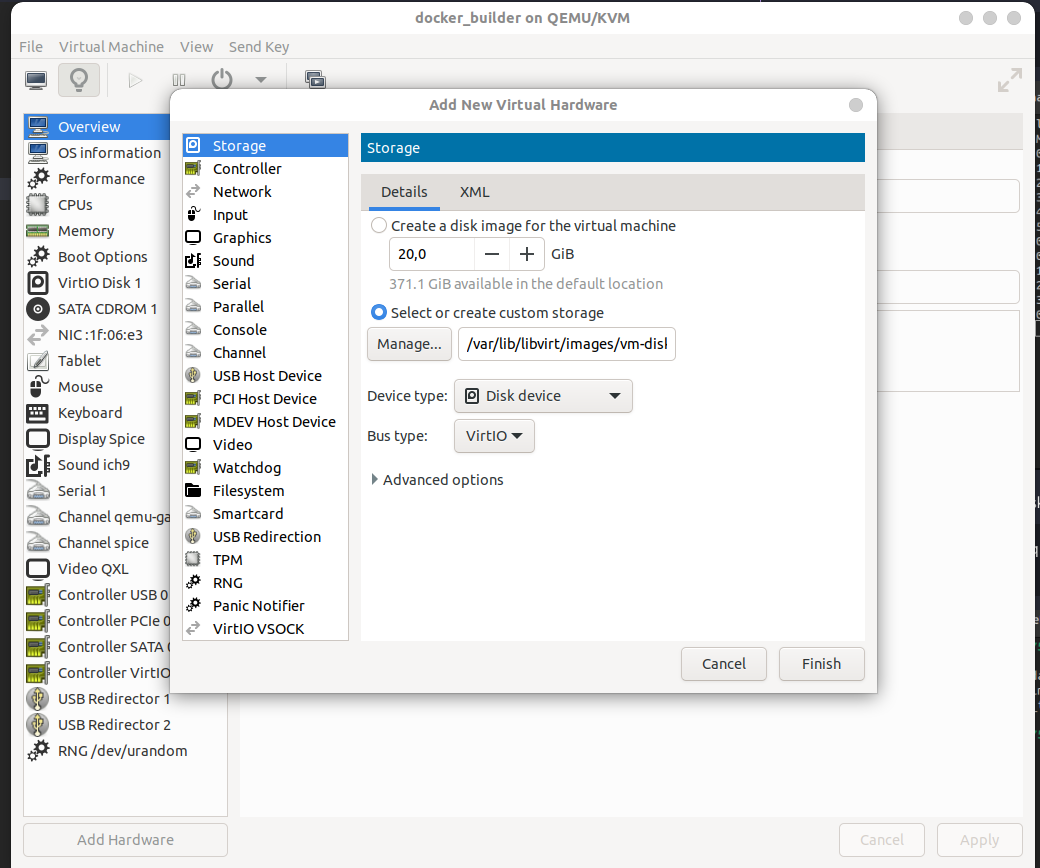 docker_builder on QEMU/KVM
File Virtual Machine View Send Key
Overview
OS information
Performance
CPUs
Memory
Boot Options
VirtIO Disk 1
SATA CDROM 1
NIC :1f:06:e3
Tablet
Mouse
Keyboard
Display Spice
Sound ich9
Serial 1
Channel qemu-ga
Channel spice
Video QXL
Controller USB 0
Controller PCIe 0
Controller SATA 0
Controller VirtIO
USB Redirector 1
USB Redirector 2
RNG /dev/urandom
Add Hardware
Cancel Apply
Add New Virtual Hardware
Storage
Controller
Network
Input
Graphics
Sound
Serial
Parallel
Console
Channel
USB Host Device
PCI Host Device
MDEV Host Device
Video
Watchdog
Filesystem
Smartcard
USB Redirection
TPM
RNG
Panic Notifier
VirtIO VSOCK
Storage
Details XML
Create a disk image for the virtual machine
20,0 GiB
371.1 GiB available in the default location
Select or create custom storage
Manage... /var/lib/libvirt/images/vm-disl
Device type: Disk device
Bus type: VirtIO
Advanced options
Cancel Finish